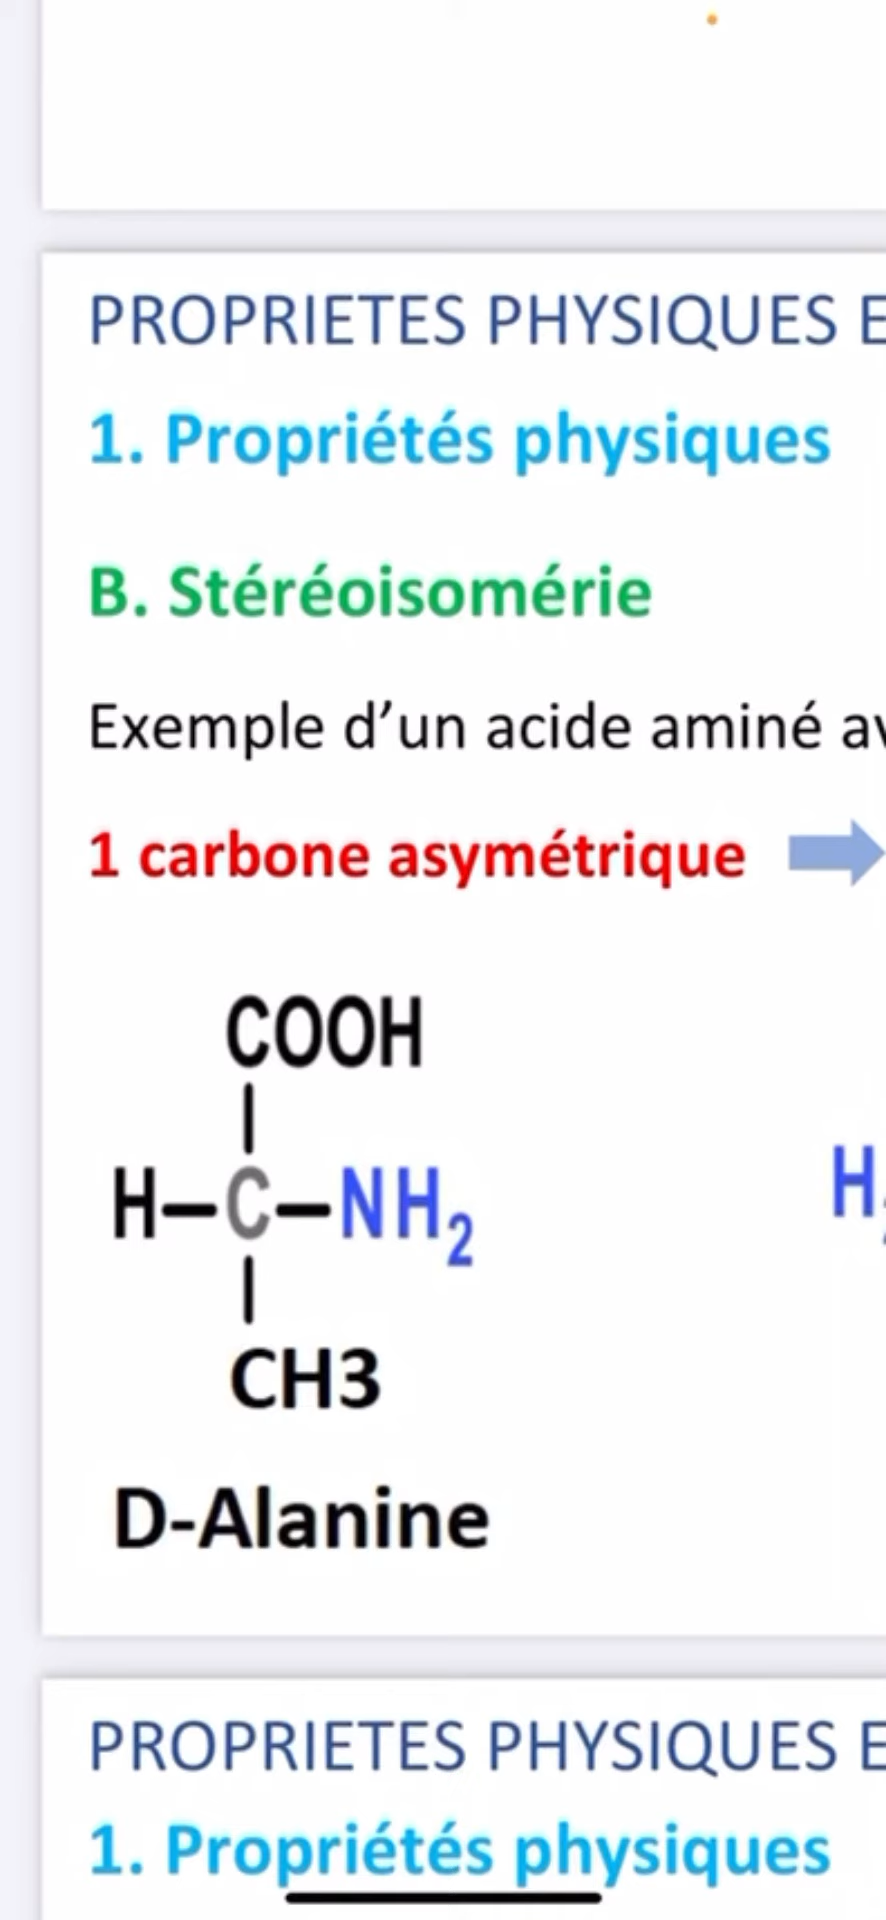 PROPRIETES PHYSIQUES E
1. Propriétés physiques
B. Stéréoisomérie
Exemple d’un acide aminé av
1 carbone asymétrique
COOH
H–C–NH₂
H
CH3
D-Alanine
PROPRIETES PHYSIQUES E
1. Propriétés physiques